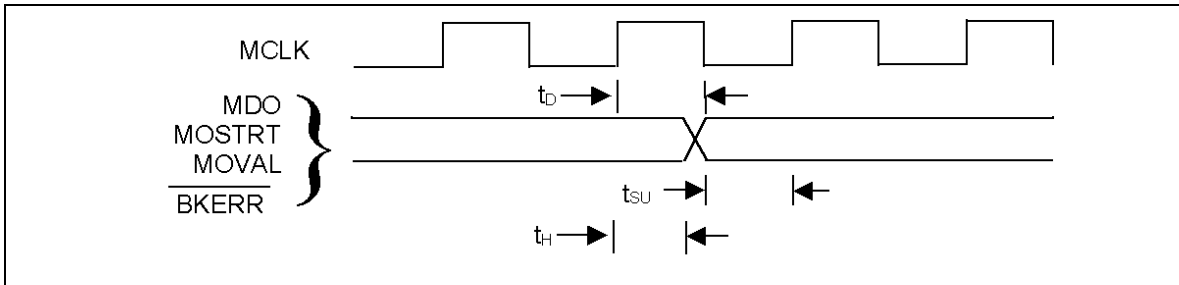 MCLK
tD
MDO
MOSTRT
MOVAL
BKERR
tSU
tH